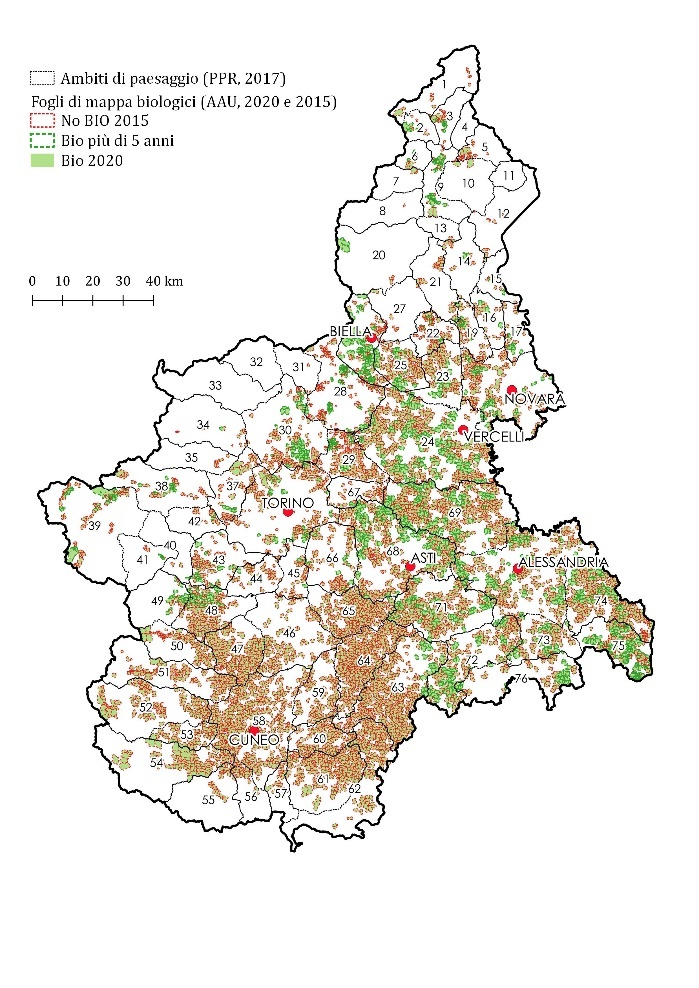 Ambiti di paesaggio (PPR, 2017)
Fogli di mappa biologici (AAU, 2020 e 2015)
No BIO 2015
Bio più di 5 anni
Bio 2020
0 10 20 30 40 km
1
2 3 4
5
6
7 9 10 11
8 12
13
20 14
21 15
27 16
BIELLA 22 19 17
32 31 25 23
33 28 NOVARA
34 30 24 VERCELLI
35 29
38 37 67
TORINO 69
39 42
40 66 68 ASTI ALESSANDRIA
41 43 44 45
49 48 65 71 74
46 73 75
50 47 64 72
51 63 76
52 59
58
53 CUNEO 60
54 61
55 56 57 62